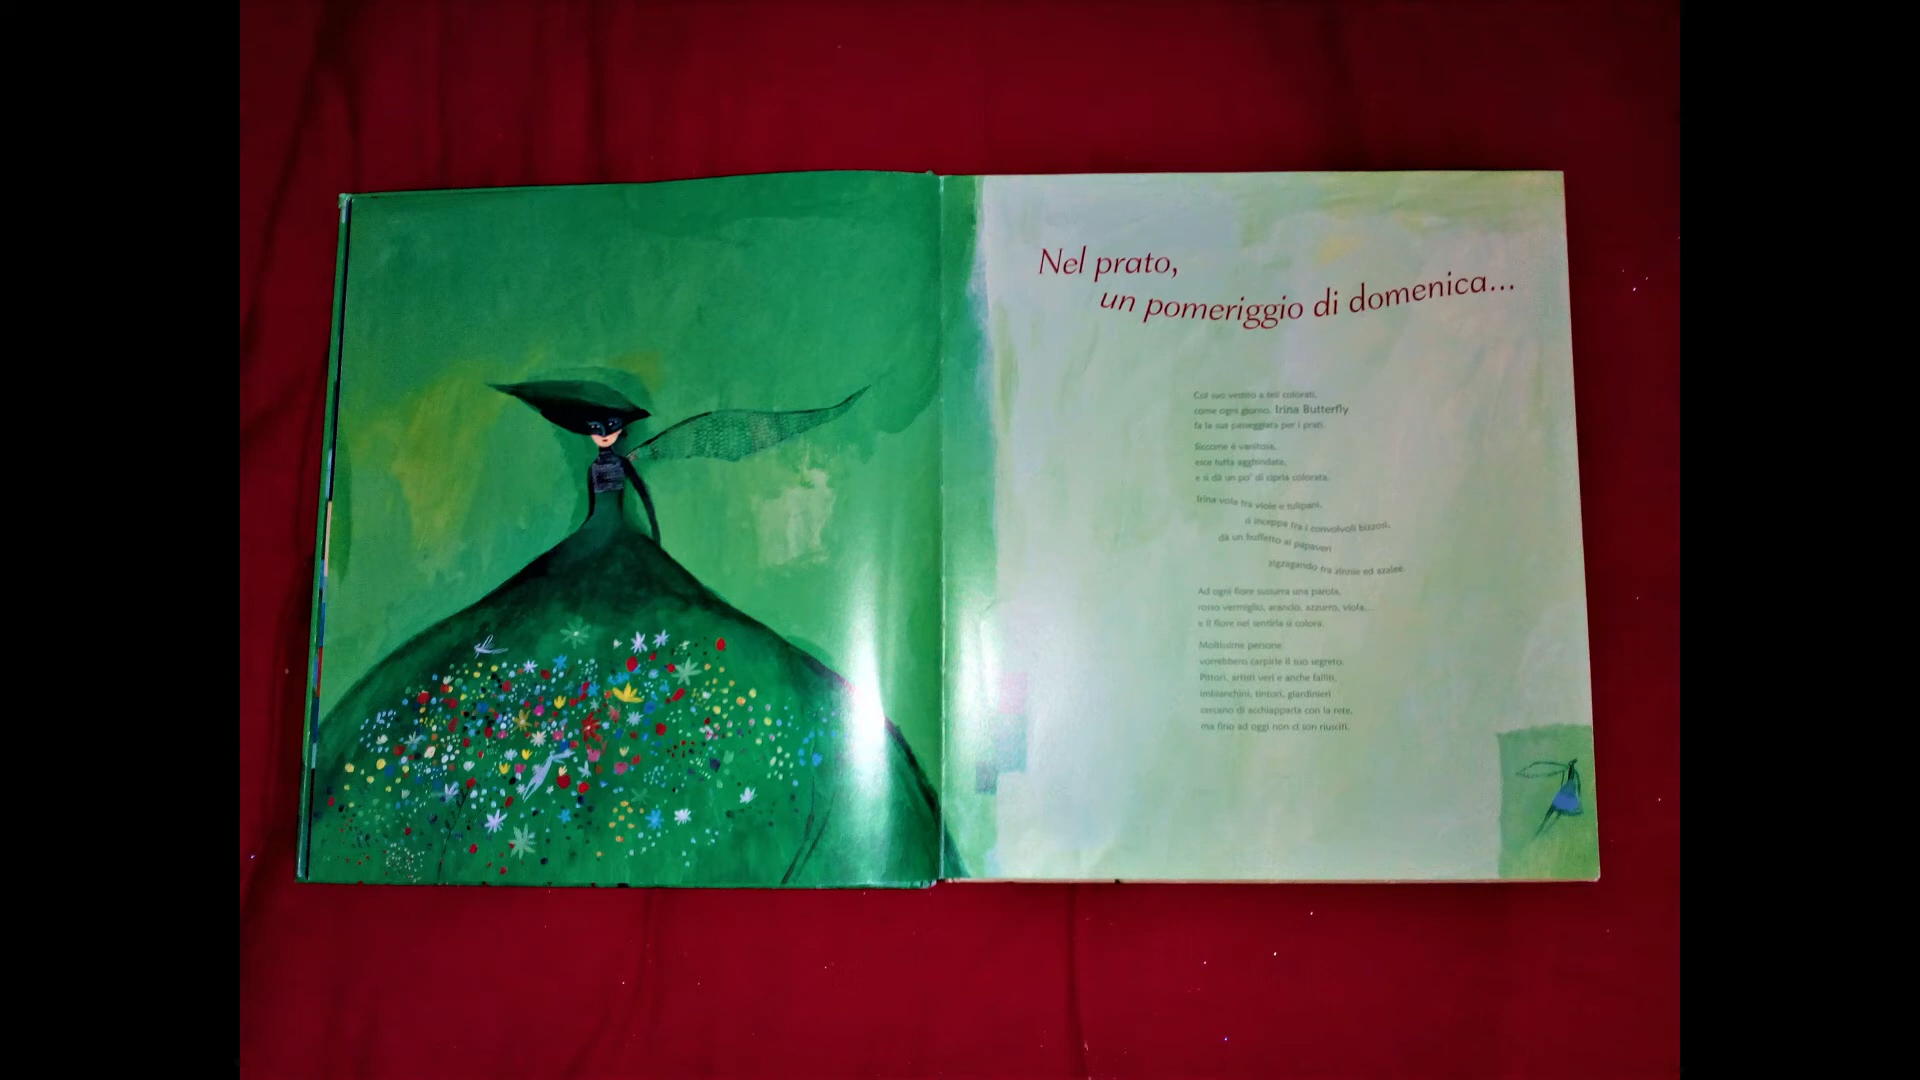 Nel prato,
un pomeriggio di domenica...
Col suo vestito a teli colorati,
come ogni giorno, Irina Butterfly
fa la sua passeggiata per i prati.
Siccome è vanitosa,
esce tutta agghindata,
e si dà un po' di cipria colorata.
Irina vola fra viole e tulipani,
si inceppa fra i convolvoli bizzosi,
dà un buffetto ai papaveri
zigzagando fra zinnie ed azalee.
Ad ogni fiore sussurra una parola,
rosso vermiglio, arancio, azzurro, viola...
e il fiore nel sentirla si colora.
Moltissime persone
vorrebbero carpirle il suo segreto.
Pittori, artisti veri e anche falliti,
imbianchini, tintori, giardinieri
cercano di acchiapparla con la rete,
ma fino ad oggi non ci son riusciti.